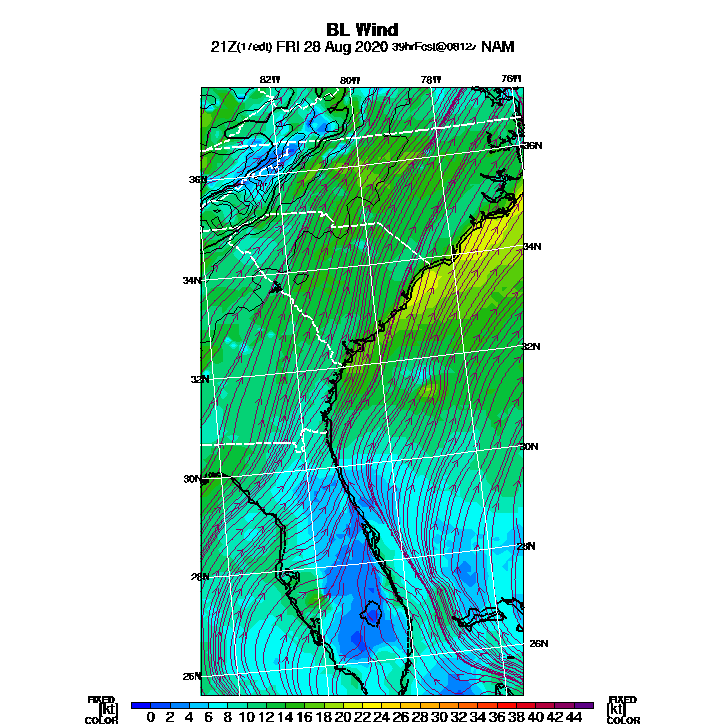 BL Wind
21Z(17edt) FRI 28 Aug 2020 39hrFcst@0812z NAM
82W 80W 78W 76W
36N
36N
34N
34N
32N
32N
30N
30N
28N
28N
26N
26N
FIXED FIXED
[kt] 0 2 4 6 8 10 12 14 16 18 20 22 24 26 28 30 32 34 36 38 40 42 44 [kt]
COLOR COLOR